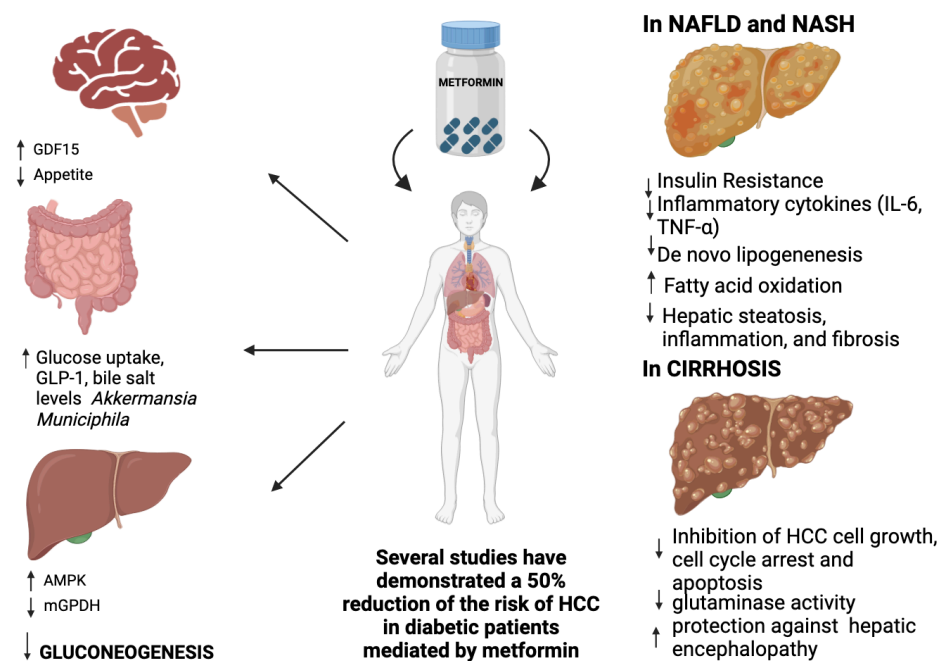 METFORMIN
↑ GDF15
↓ Appetite
↑ Glucose uptake,
GLP-1, bile salt
levels Akkermansia
Municiphila
↑ AMPK
↓ mGPDH
↓ GLUCONEOGENESIS
Several studies have
demonstrated a 50%
reduction of the risk of HCC
in diabetic patients
mediated by metformin
In NAFLD and NASH
↓ Insulin Resistance
↓ Inflammatory cytokines (IL-6,
TNF-α)
↓ De novo lipogenenesis
↑ Fatty acid oxidation
↓ Hepatic steatosis,
inflammation, and fibrosis
In CIRRHOSIS
↓ Inhibition of HCC cell growth,
cell cycle arrest and
apoptosis
↓ glutaminase activity
↑ protection against hepatic
encephalopathy